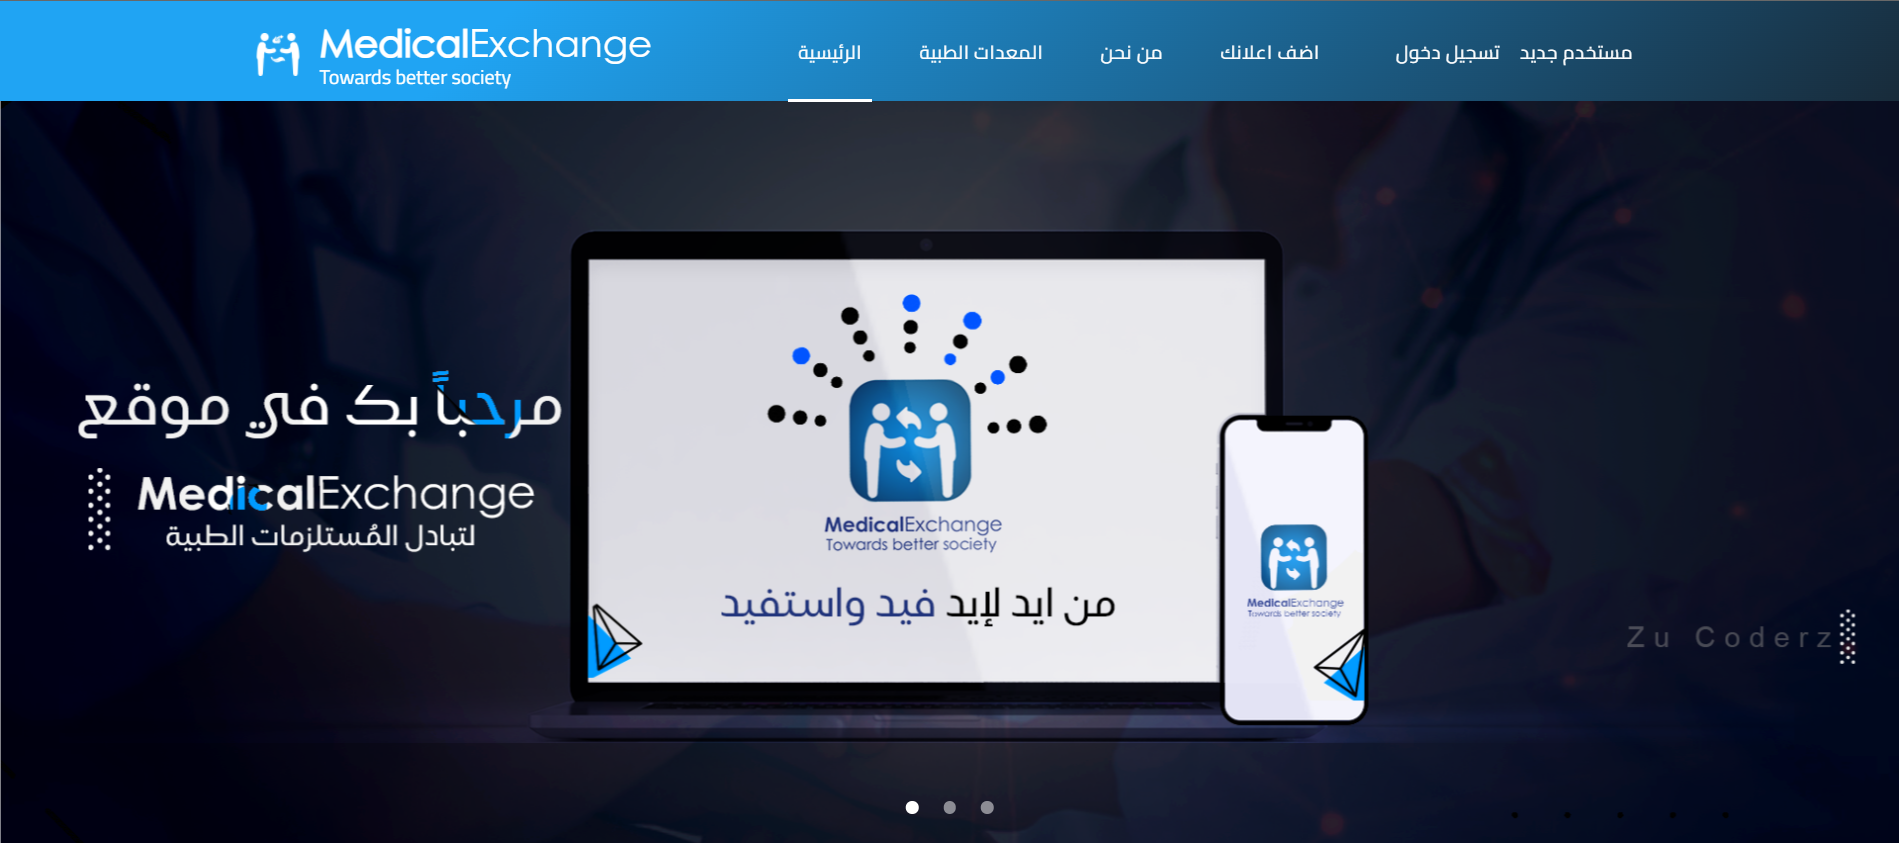 MedicalExchange
Towards better society
الرئيسية
المعدات الطبية
من نحن
اضف اعلانك
تسجيل دخول
مستخدم جديد
مرحباً بك في موقع
MedicalExchange
لتبادل المُستلزمات الطبية
MedicalExchange
Towards better society
من ايد لإيد فيد واستفيد
MedicalExchange
Towards better society
Zu Coderz